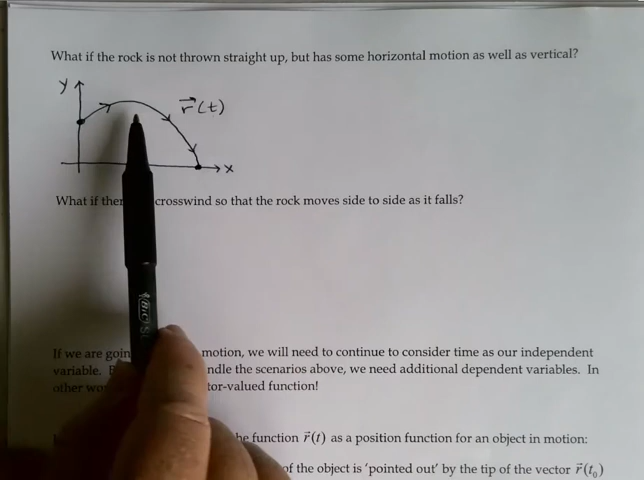 What if the rock is not thrown straight up, but has some horizontal motion as well as vertical?
y
r⃗(t)
x
What if ther crosswind so that the rock moves side to side as it falls?
BIC
If we are goin motion, we will need to continue to consider time as our independent
variable. ndle the scenarios above, we need additional dependent variables. In
other wo tor-valued function!
he function r⃗(t) as a position function for an object in motion:
of the object is 'pointed out' by the tip of the vector r⃗(t₀)